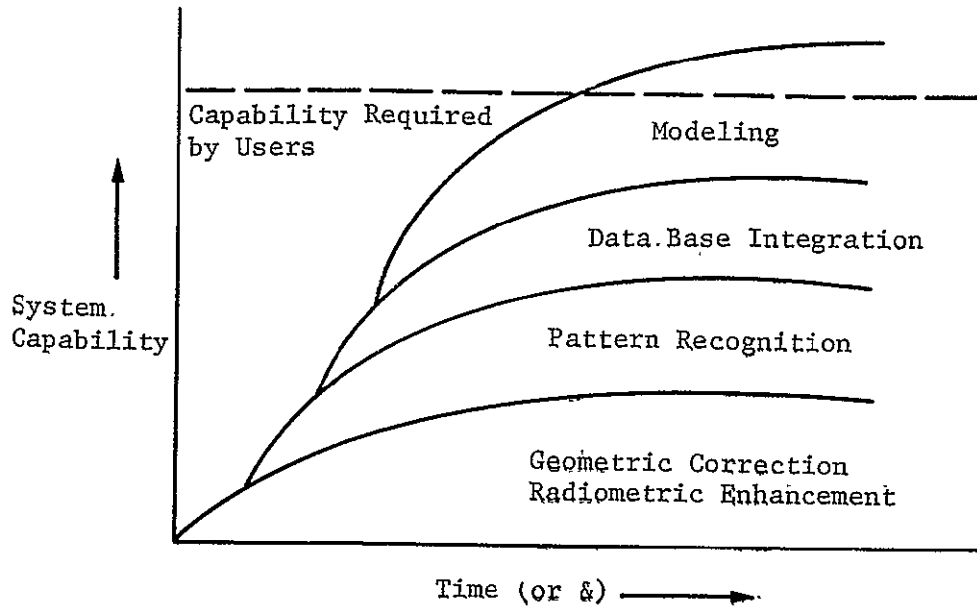 Capability Required
by Users
Modeling
Data.Base Integration
System.
Capability
Pattern Recognition
Geometric Correction
Radiometric Enhancement
Time (or &)